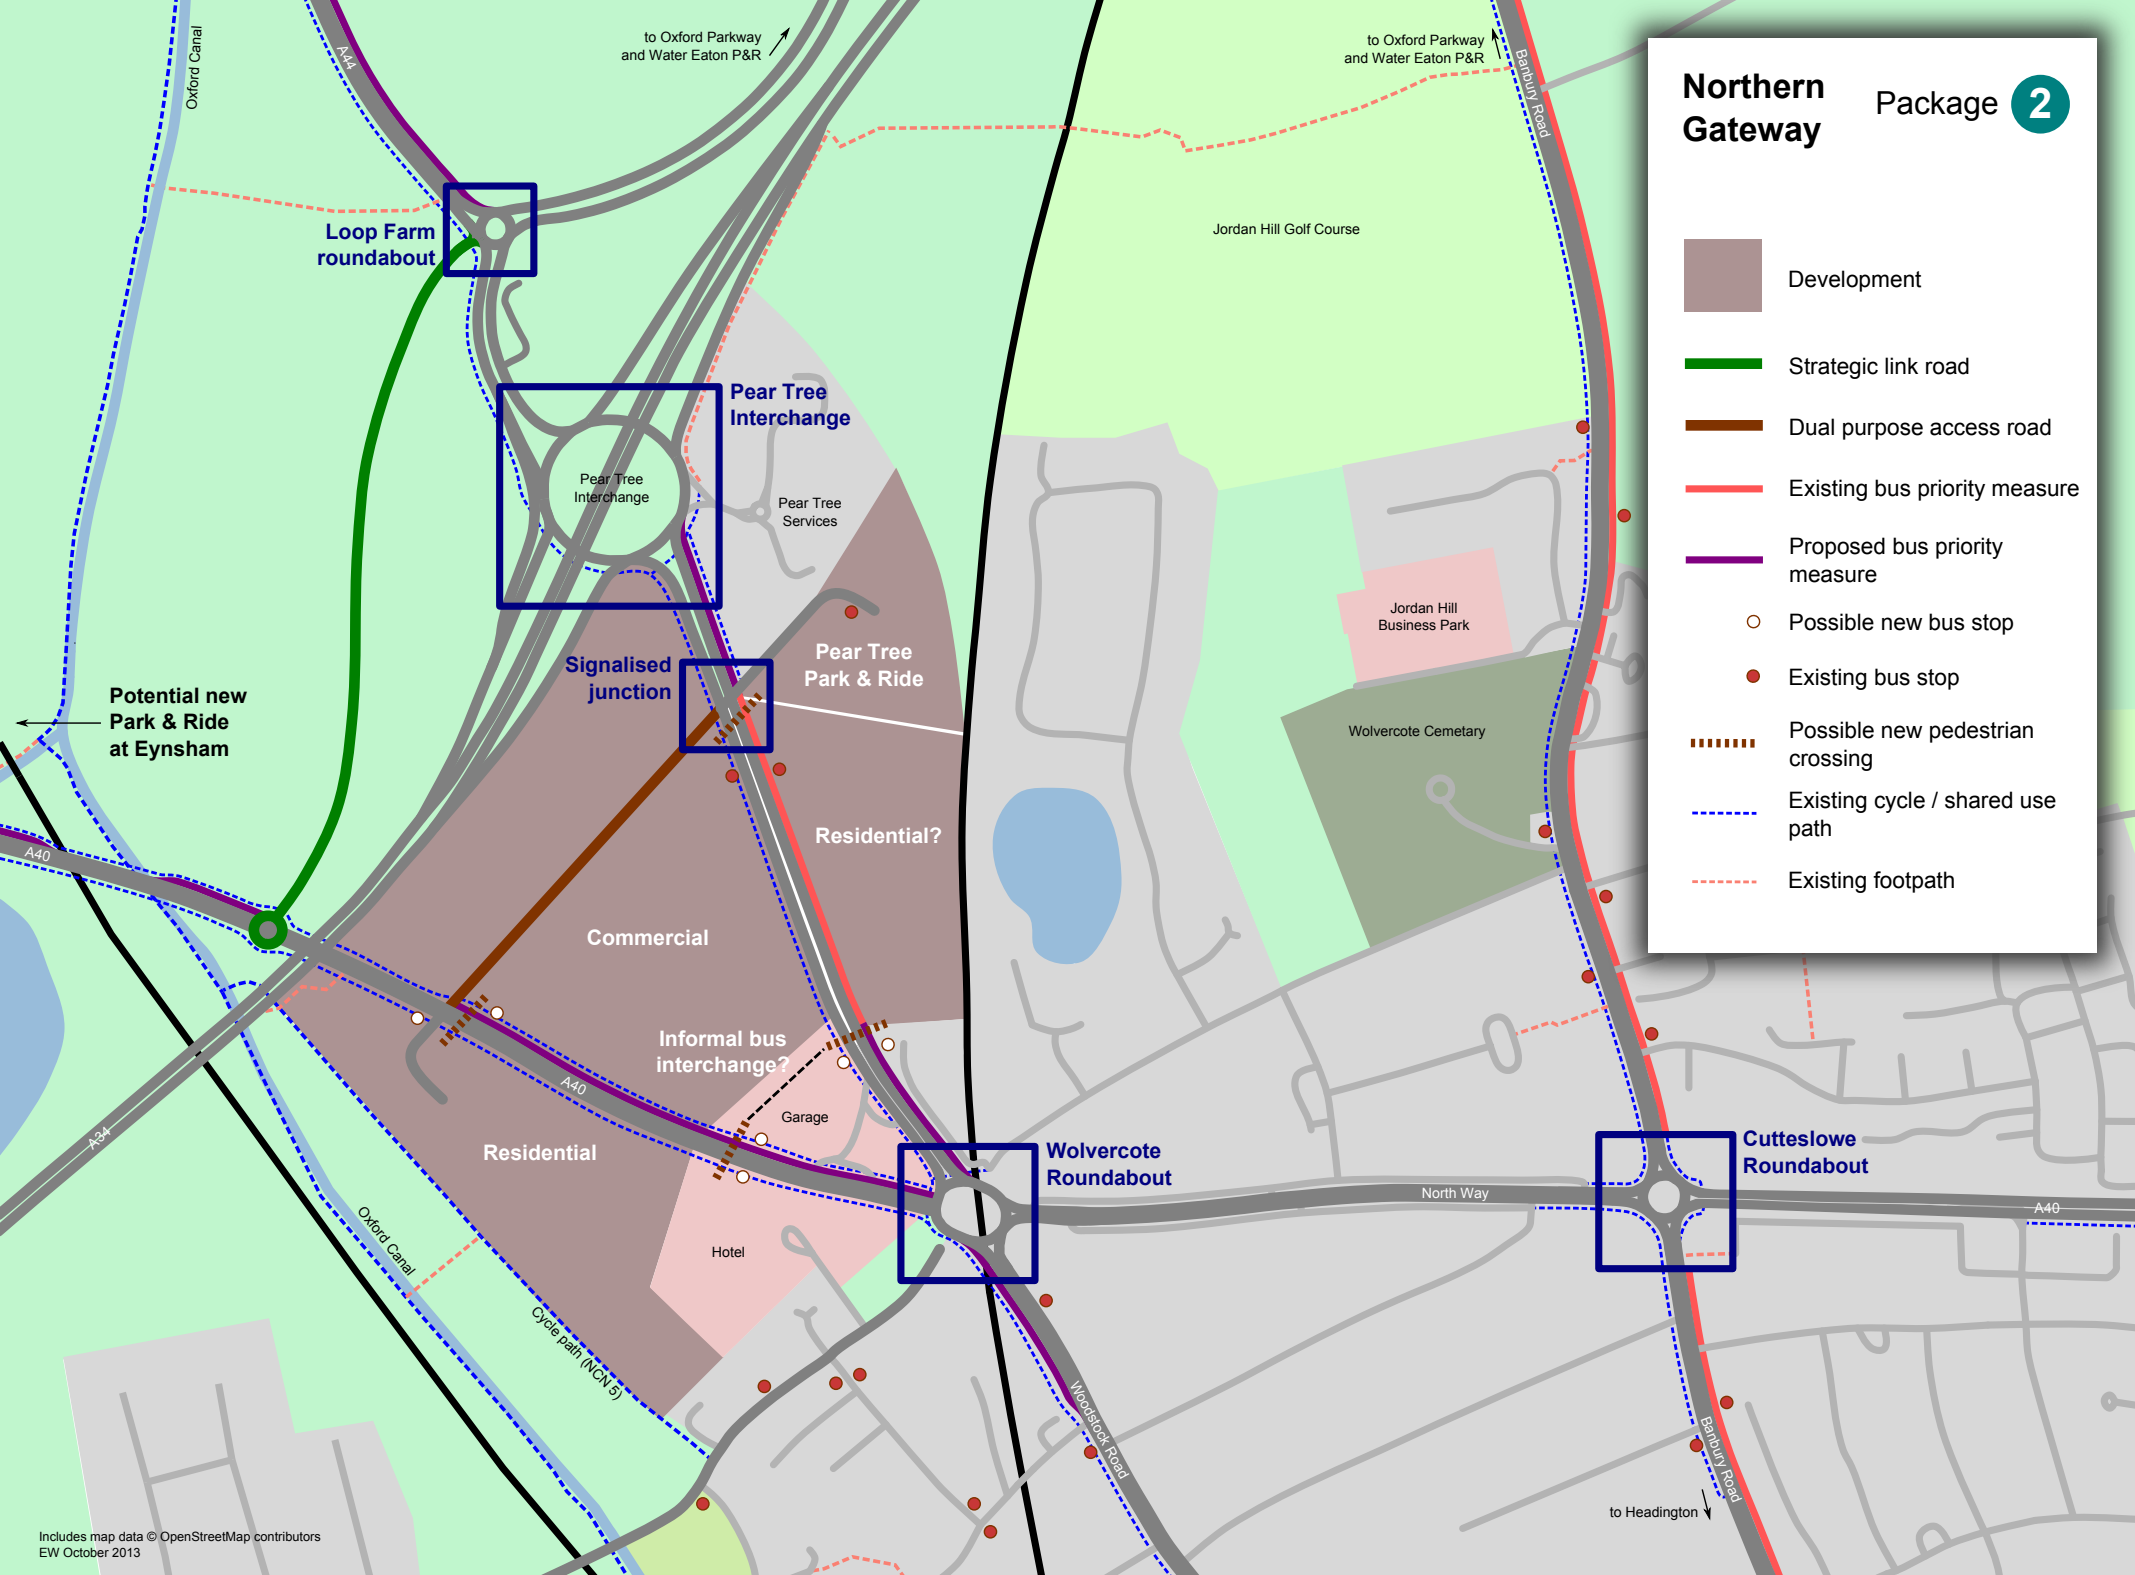 to Oxford Parkway
and Water Eaton P&R
to Oxford Parkway
and Water Eaton P&R
Oxford Canal
A44
Banbury Road
Northern
Gateway
Package 2
Loop Farm
roundabout
Jordan Hill Golf Course
Development
Strategic link road
Dual purpose access road
Existing bus priority measure
Proposed bus priority
measure
Possible new bus stop
Existing bus stop
Possible new pedestrian
crossing
Existing cycle / shared use
path
Existing footpath
Pear Tree
Interchange
Pear Tree
Interchange
Pear Tree
Services
Jordan Hill
Business Park
Signalised
junction
Pear Tree
Park & Ride
Potential new
Park & Ride
at Eynsham
Wolvercote Cemetary
A40
Residential?
Commercial
Informal bus
interchange?
A40
Garage
A34
Residential
Wolvercote
Roundabout
Cutteslowe
Roundabout
North Way
A40
Oxford Canal
Hotel
Cycle path (NCN 5)
Woodstock Road
Banbury Road
to Headington
Includes map data © OpenStreetMap contributors
EW October 2013